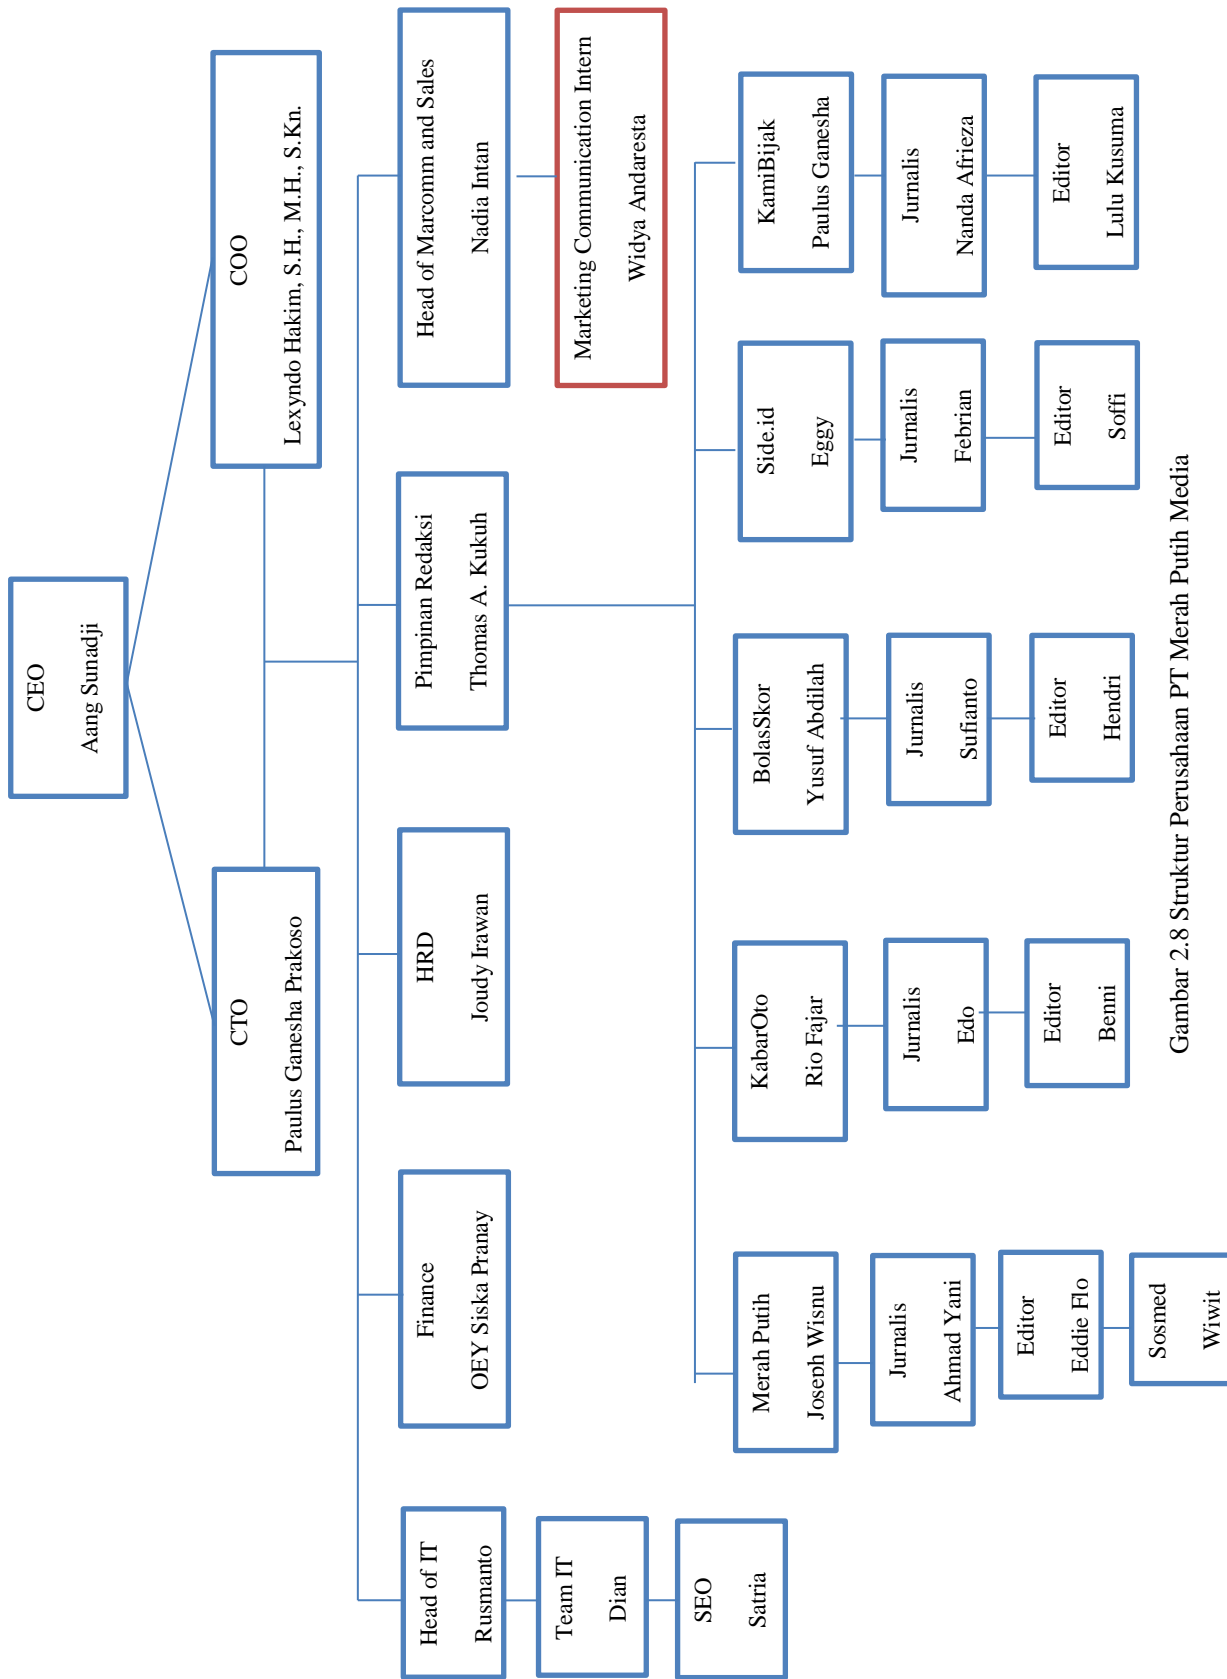 CEO
Aang Sunadji
CTO
Paulus Ganesha Prakoso
COO
Lexyndo Hakim, S.H., M.H., S.Kn.
Head of IT
Rusmanto
Finance
OEY Siska Pranay
HRD
Joudy Irawan
Pimpinan Redaksi
Thomas A. Kukuh
Head of Marcomm and Sales
Nadia Intan
Team IT
Dian
Marketing Communication Intern
Widya Andaresta
SEO
Satria
Merah Putih
Joseph Wisnu
KabarOto
Rio Fajar
BolasSkor
Yusuf Abdilah
Side.id
Eggy
KamiBijak
Paulus Ganesha
Jurnalis
Ahmad Yani
Jurnalis
Edo
Jurnalis
Sufianto
Jurnalis
Febrian
Jurnalis
Nanda Afrieza
Editor
Eddie Flo
Editor
Benni
Editor
Hendri
Editor
Soffi
Editor
Lulu Kusuma
Sosmed
Wiwit
Gambar 2.8 Struktur Perusahaan PT Merah Putih Media